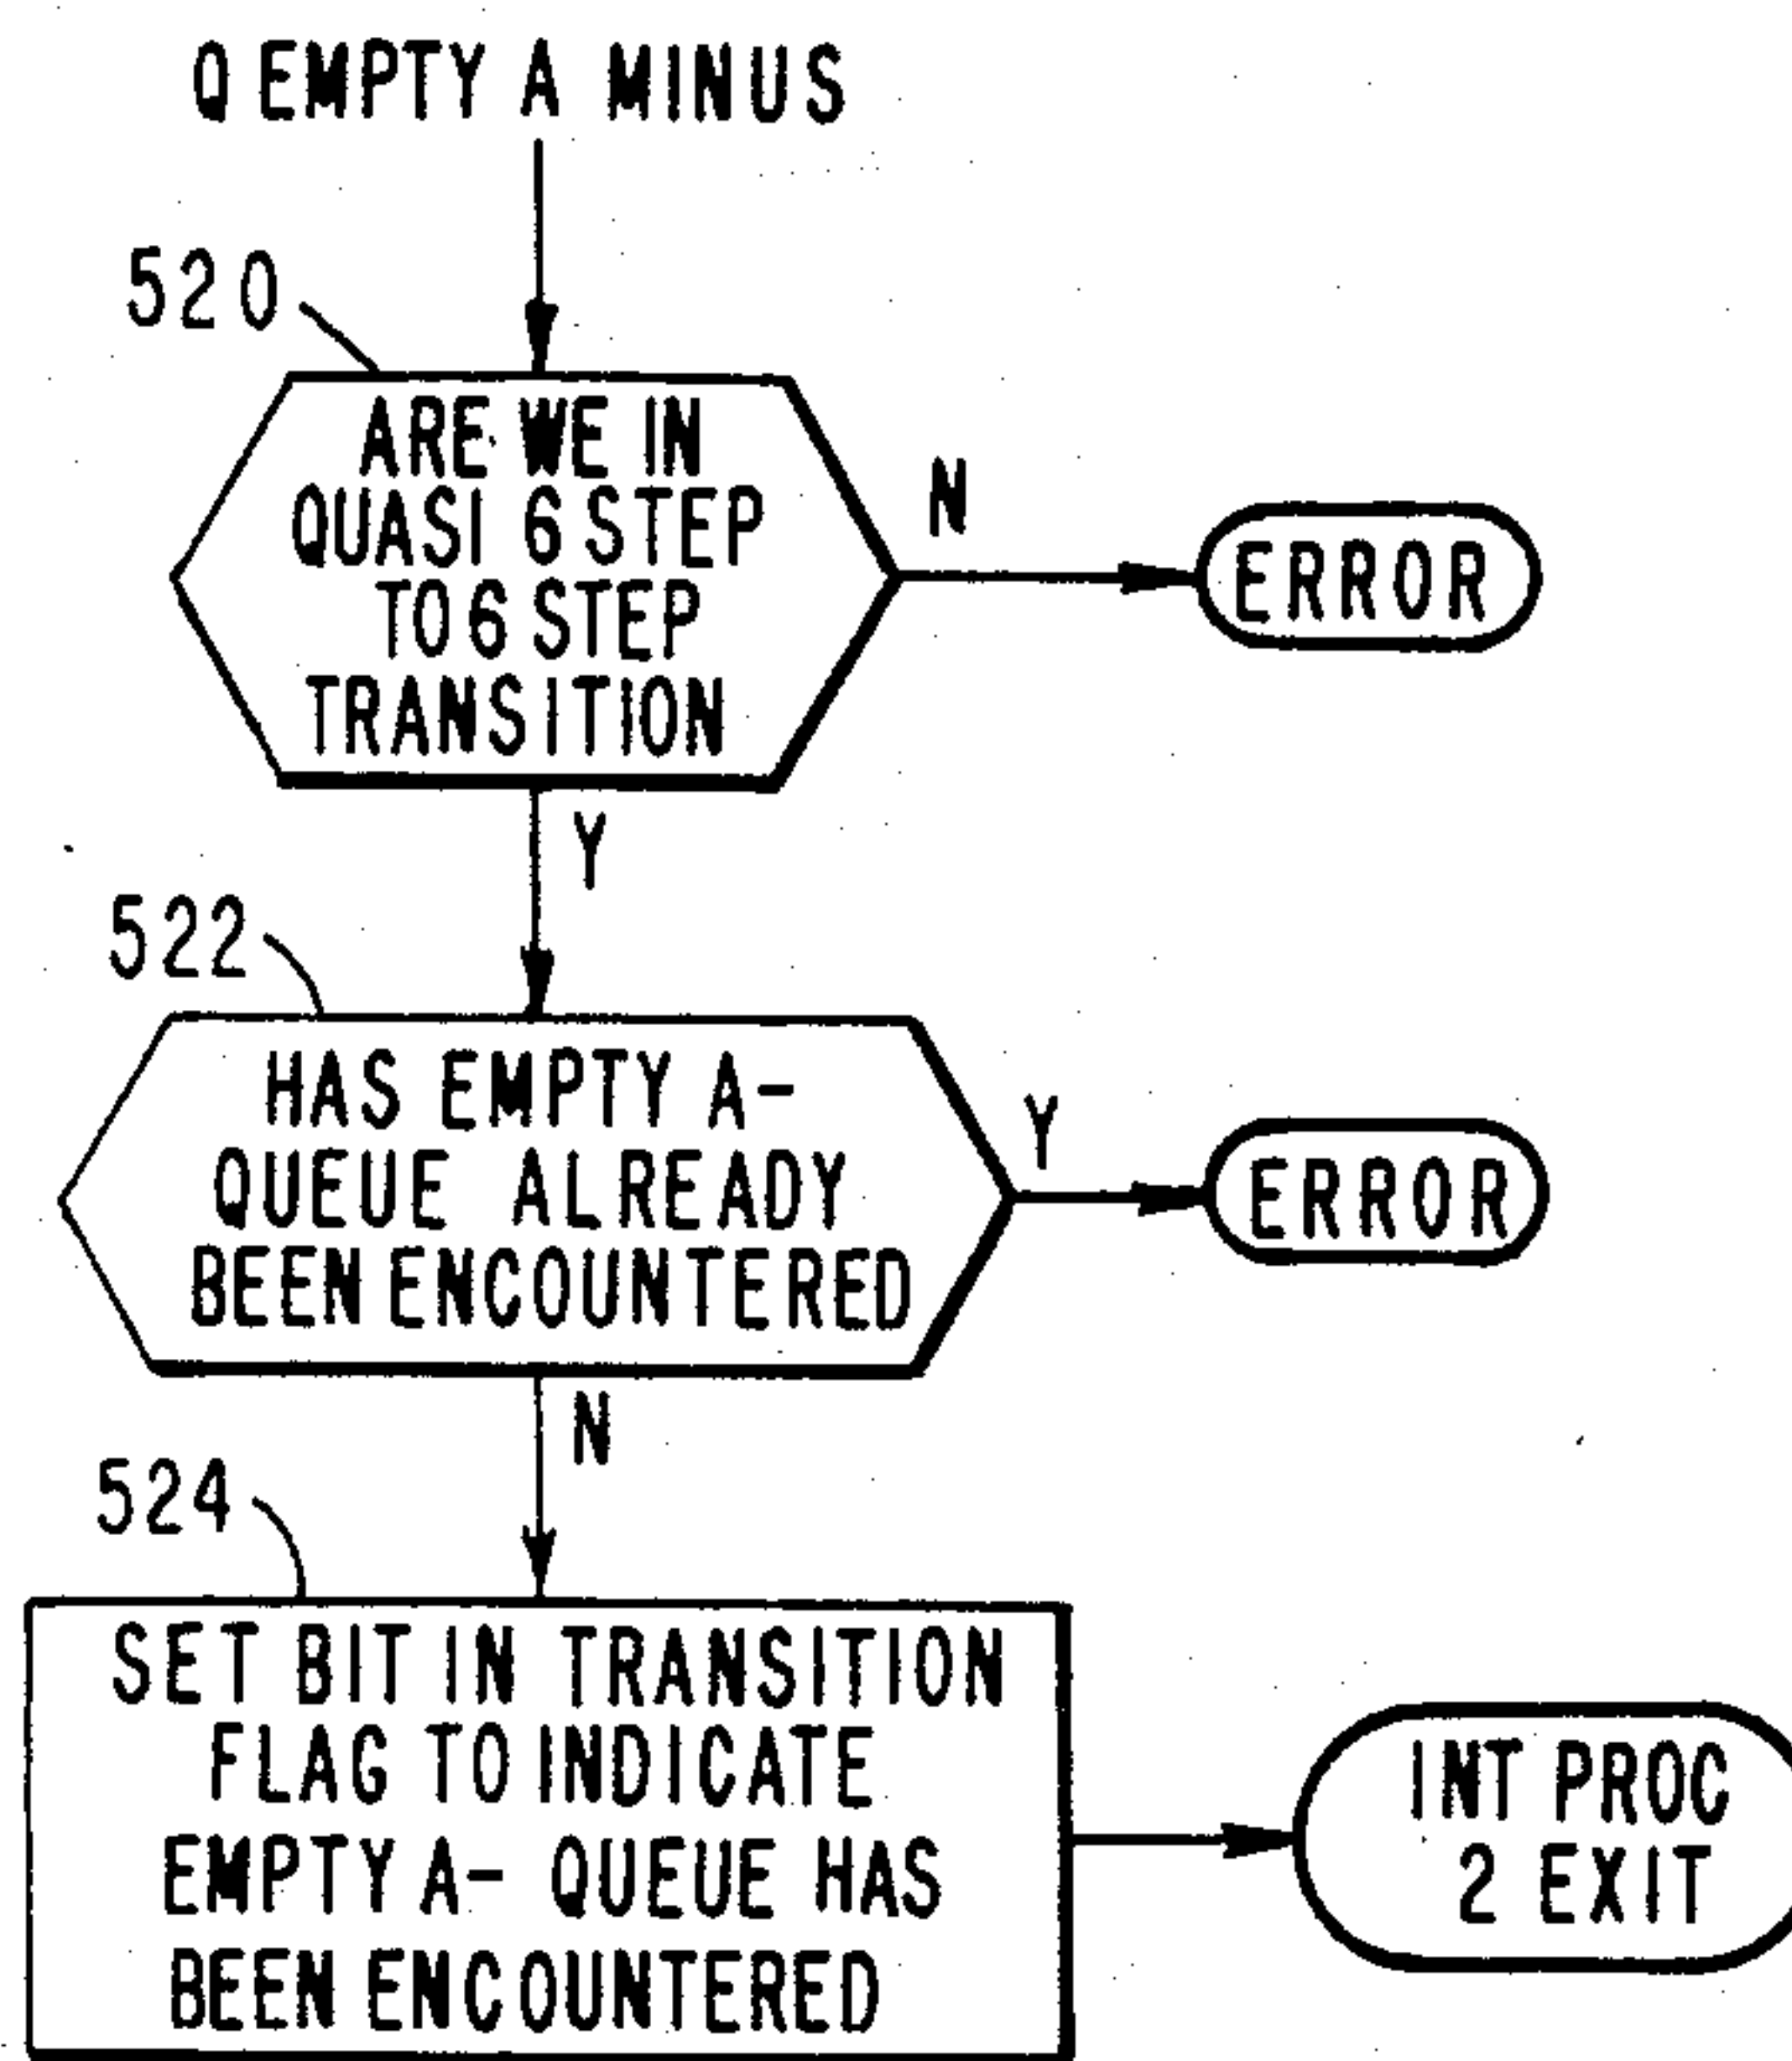 Q EMPTY A MINUS
520
ARE WE IN
QUASI 6 STEP
TO 6 STEP
TRANSITION
N
ERROR
Y
522
HAS EMPTY A-
QUEUE ALREADY
BEEN ENCOUNTERED
Y
ERROR
N
524
SET BIT IN TRANSITION
FLAG TO INDICATE
EMPTY A- QUEUE HAS
BEEN ENCOUNTERED
INT PROC
2 EXIT